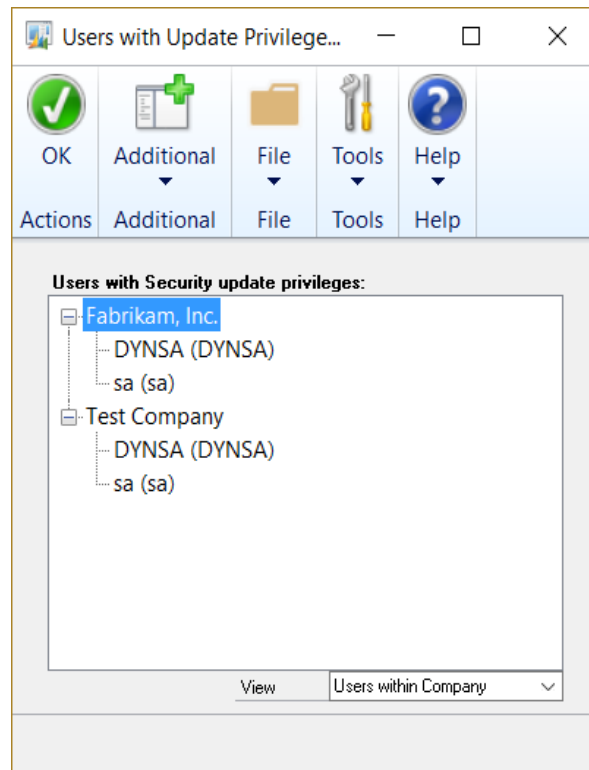 Users with Update Privilege...
OK
Additional
File
Tools
Help
Actions
Additional
File
Tools
Help
Users with Security update privileges:
Fabrikam, Inc.
DYNSA (DYNSA)
sa (sa)
Test Company
DYNSA (DYNSA)
sa (sa)
View
Users within Company